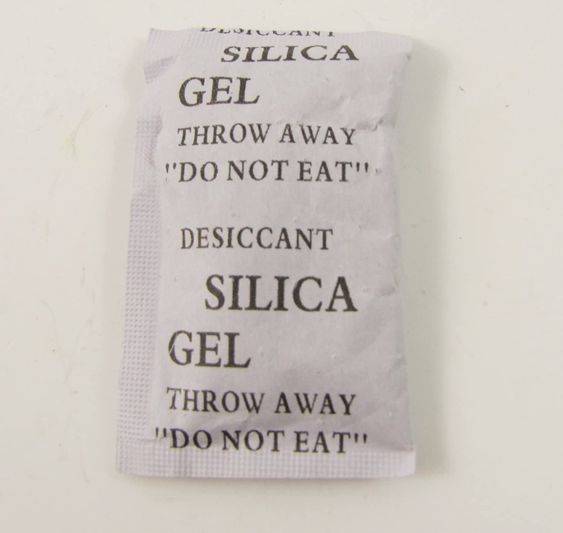 DESICCANT
SILICA
GEL
THROW AWAY
"DO NOT EAT"
DESICCANT
SILICA
GEL
THROW AWAY
"DO NOT EAT"